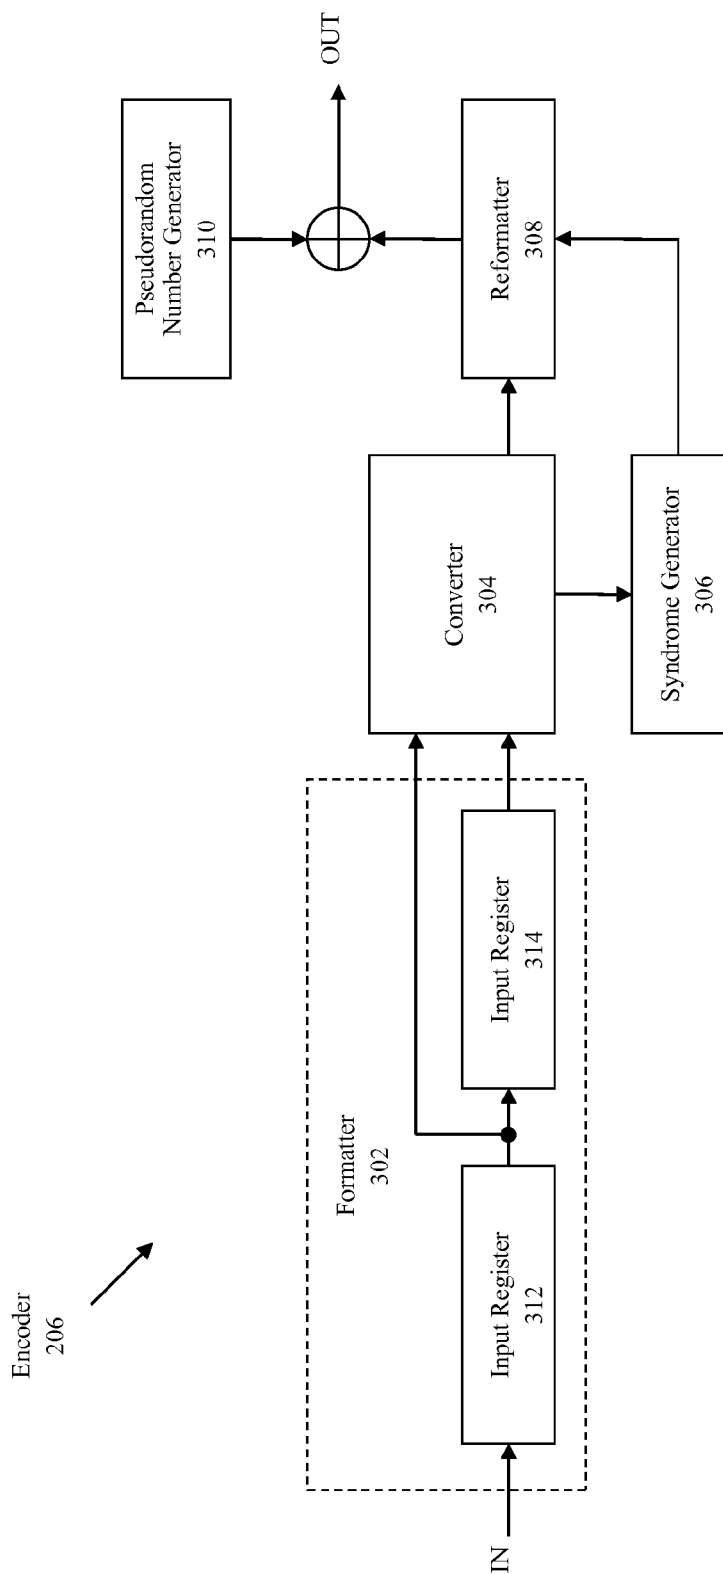 Encoder
206
IN
Formatter
302
Input Register
312
Input Register
314
Converter
304
Syndrome Generator
306
Reformatter
308
Pseudorandom
Number Generator
310
OUT